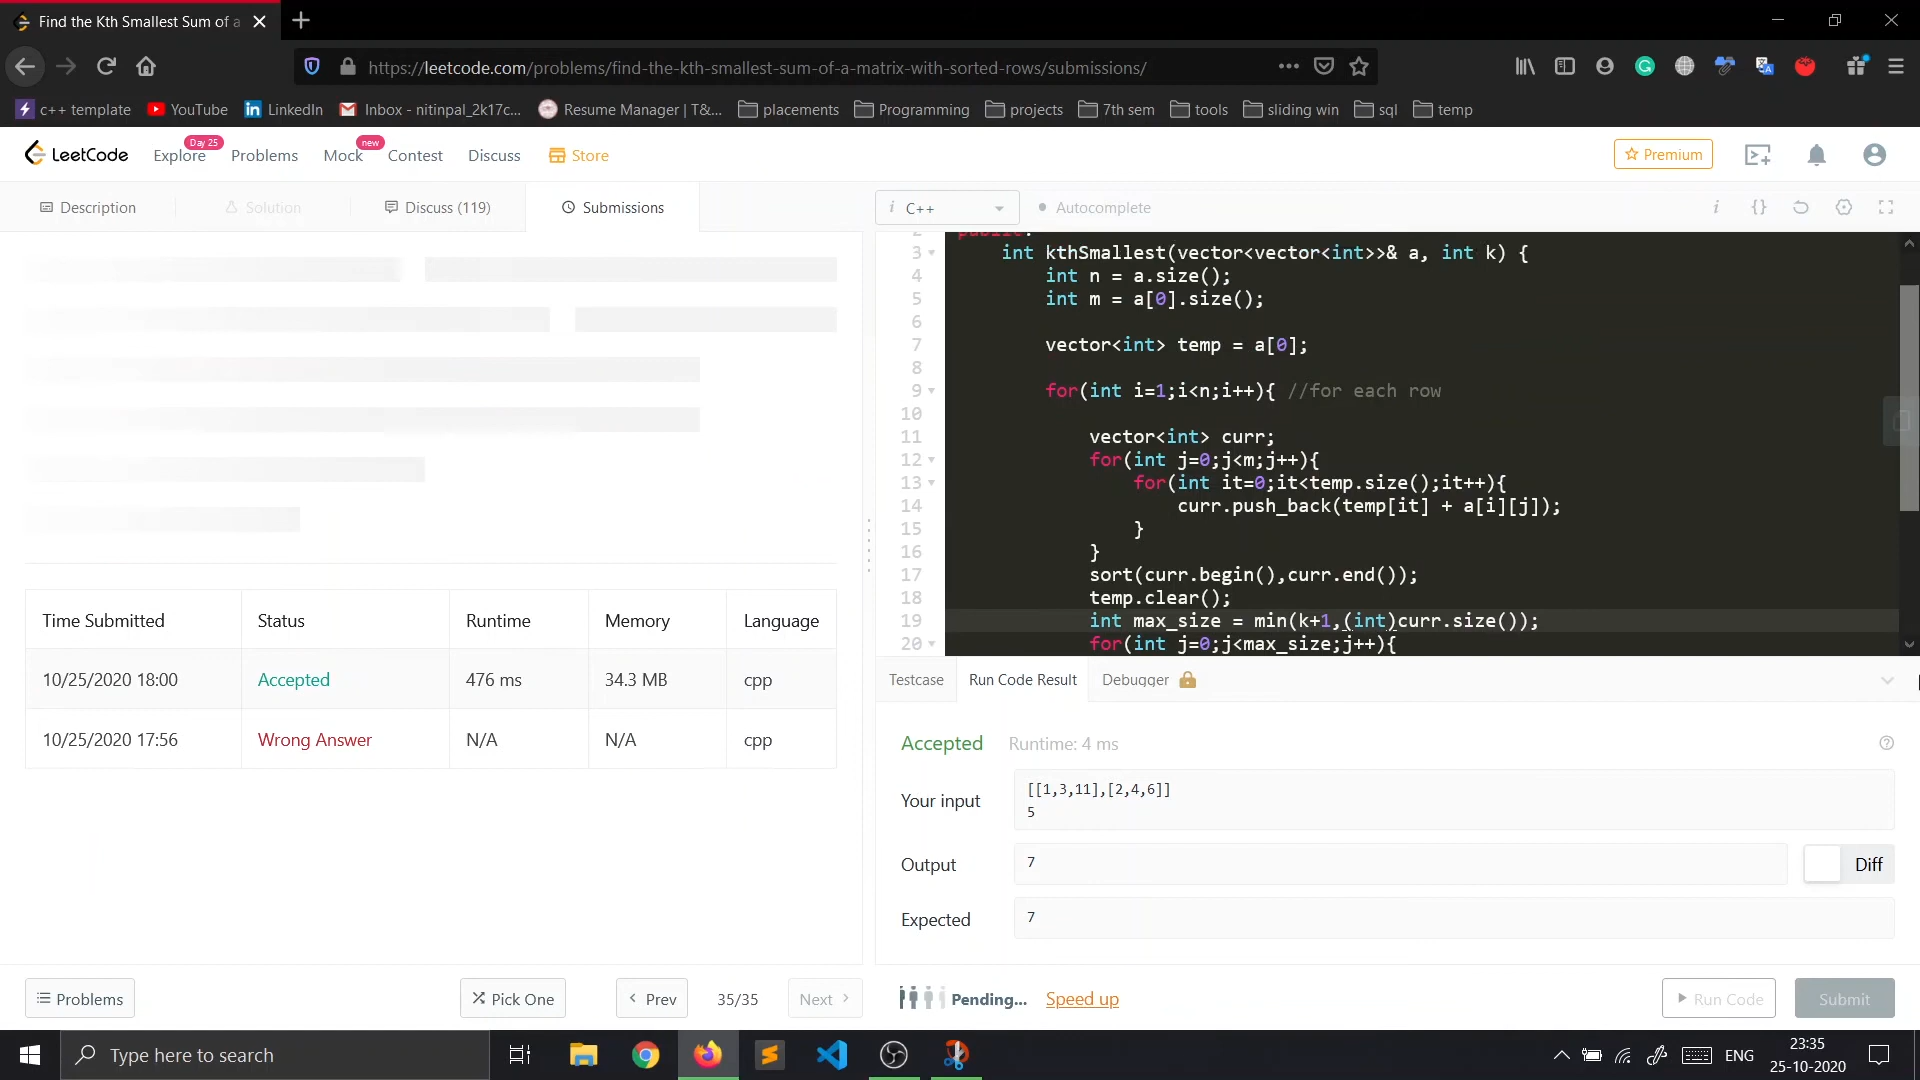 Find the Kth Smallest Sum of a
https://leetcode.com/problems/find-the-kth-smallest-sum-of-a-matrix-with-sorted-rows/submissions/
c++ template YouTube LinkedIn Inbox - nitinpal_2k17c... Resume Manager | T&... placements Programming projects 7th sem tools sliding win sql temp
LeetCode Explore Day 25 Problems Mock new Contest Discuss Store Premium
Description Solution Discuss (119) Submissions
i C++ Autocomplete i {}
2 public:
3 int kthSmallest(vector<vector<int>>& a, int k) {
4 int n = a.size();
5 int m = a[0].size();
6
7 vector<int> temp = a[0];
8
9 for(int i=1;i<n;i++){ //for each row
10
11 vector<int> curr;
12 for(int j=0;j<m;j++){
13 for(int it=0;it<temp.size();it++){
14 curr.push_back(temp[it] + a[i][j]);
15 }
16 }
17 sort(curr.begin(),curr.end());
18 temp.clear();
19 int max_size = min(k+1,(int)curr.size());
20 for(int j=0;j<max_size;j++){
Time Submitted Status Runtime Memory Language
10/25/2020 18:00 Accepted 476 ms 34.3 MB cpp
10/25/2020 17:56 Wrong Answer N/A N/A cpp
Testcase Run Code Result Debugger
Accepted Runtime: 4 ms
Your input
[[1,3,11],[2,4,6]]
5
Output 7 Diff
Expected 7
Problems Pick One Prev 35/35 Next
Pending... Speed up Run Code Submit
Type here to search
ENG
23:35
25-10-2020